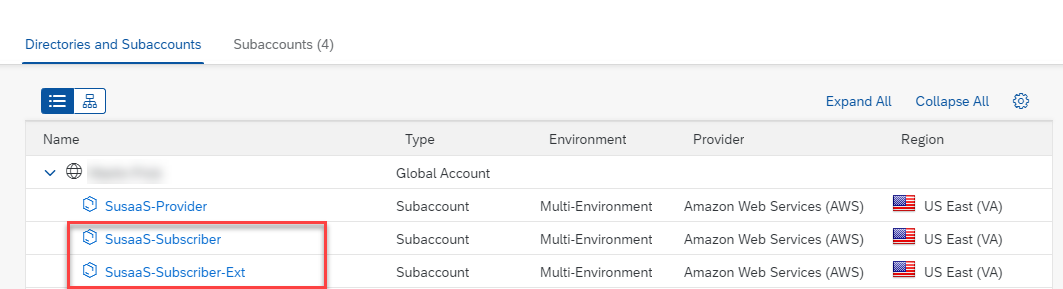 Directories and Subaccounts Subaccounts (4)
Expand All Collapse All
Name Type Environment Provider Region
Global Account
SusaaS-Provider Subaccount Multi-Environment Amazon Web Services (AWS) US East (VA)
SusaaS-Subscriber Subaccount Multi-Environment Amazon Web Services (AWS) US East (VA)
SusaaS-Subscriber-Ext Subaccount Multi-Environment Amazon Web Services (AWS) US East (VA)